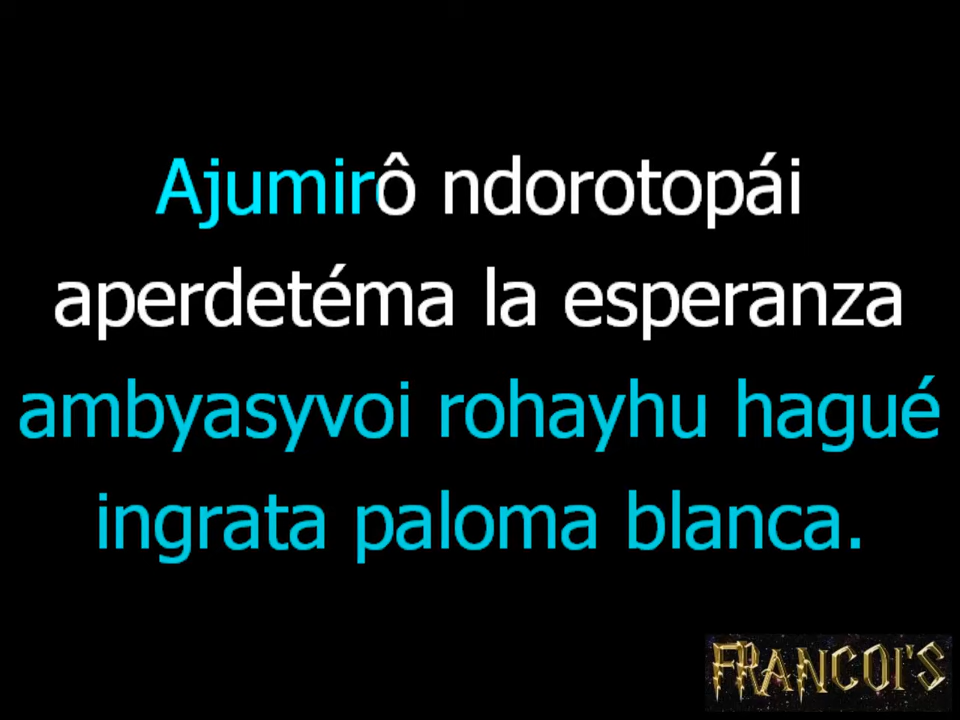 Ajumirô ndorotopái
aperdetéma la esperanza
ambyasyvoi rohayhu hagué
ingrata paloma blanca.
FRANCOI'S